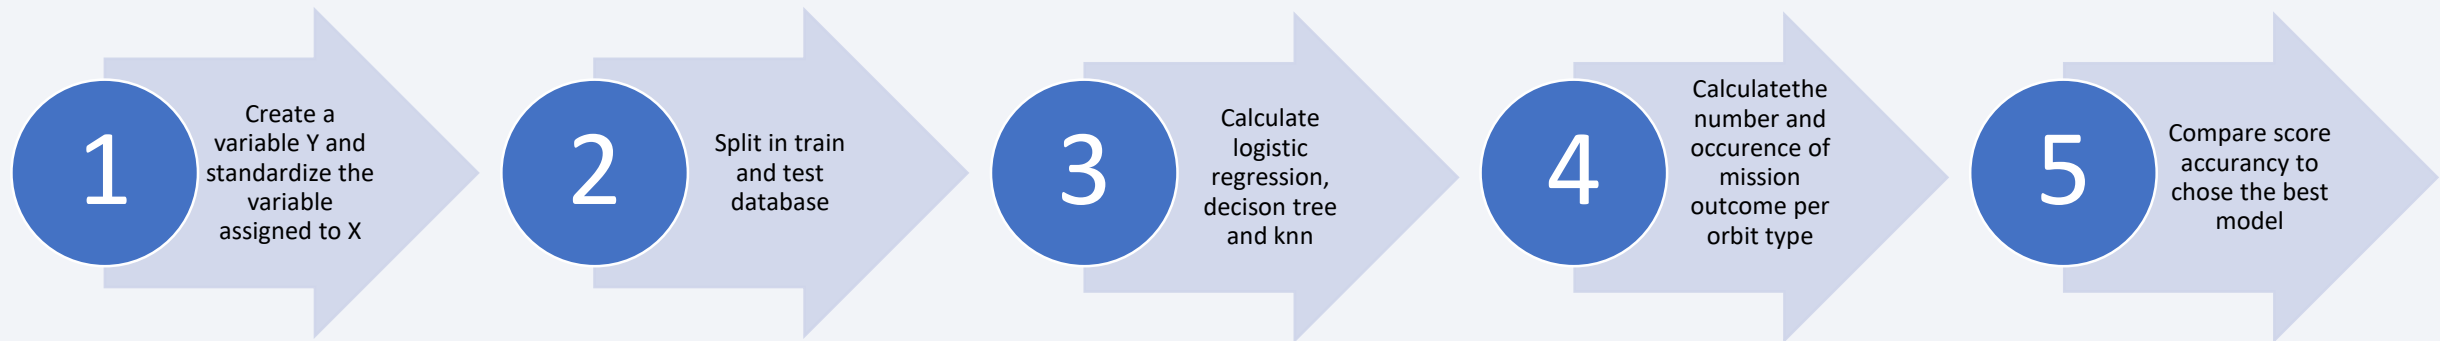 1
Create a
variable Y and
standardize the
variable
assigned to X
2
Split in train
and test
database
3
Calculate
logistic
regression,
decison tree
and knn
4
Calculatethe
number and
occurence of
mission
outcome per
orbit type
5
Compare score
accurancy to
chose the best
model